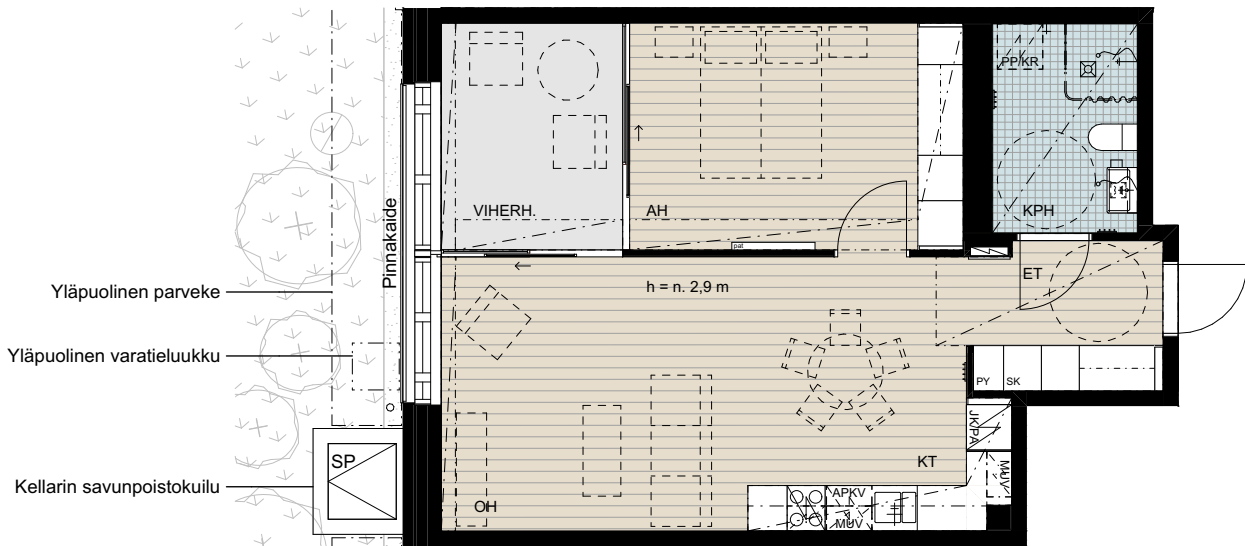 PP/KR
VIHERH.
AH
KPH
Pinnakaide
pat
ET
h = n. 2,9 m
Yläpuolinen parveke
Yläpuolinen varatieluukku
PY SK
JK/PA
SP
KT
MUV
Kellarin savunpoistokuilu
OH
APKV
MUV